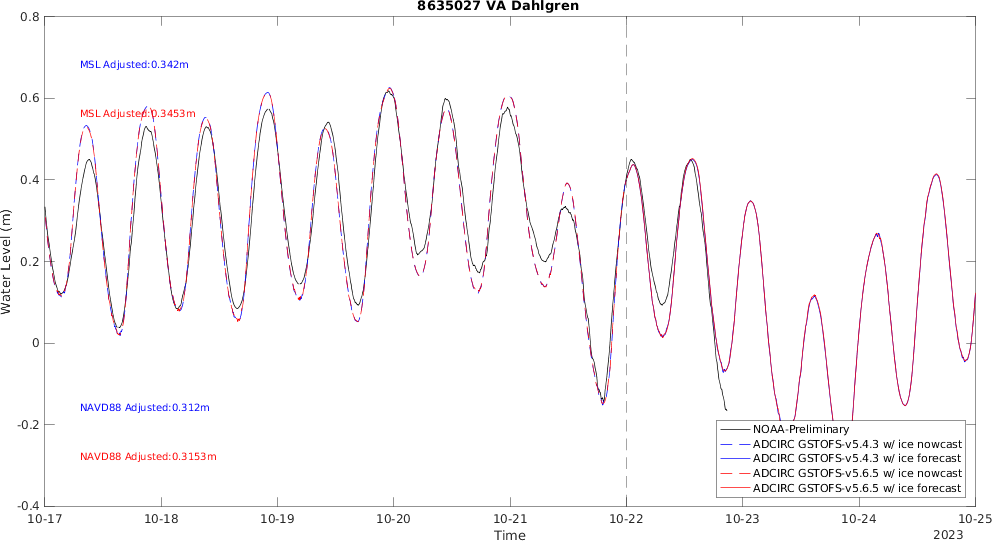 8635027 VA Dahlgren
0.8
MSL Adjusted:0.342m
0.6
MSL Adjusted:0.3453m
0.4
Water Level (m)
0.2
0
NAVD88 Adjusted:0.312m
-0.2
NOAA-Preliminary
ADCIRC GSTOFS-v5.4.3 w/ ice nowcast
NAVD88 Adjusted:0.3153m
ADCIRC GSTOFS-v5.4.3 w/ ice forecast
ADCIRC GSTOFS-v5.6.5 w/ ice nowcast
ADCIRC GSTOFS-v5.6.5 w/ ice forecast
-0.4
10-17 10-18 10-19 10-20 10-21 10-22 10-23 10-24 10-25
Time
2023